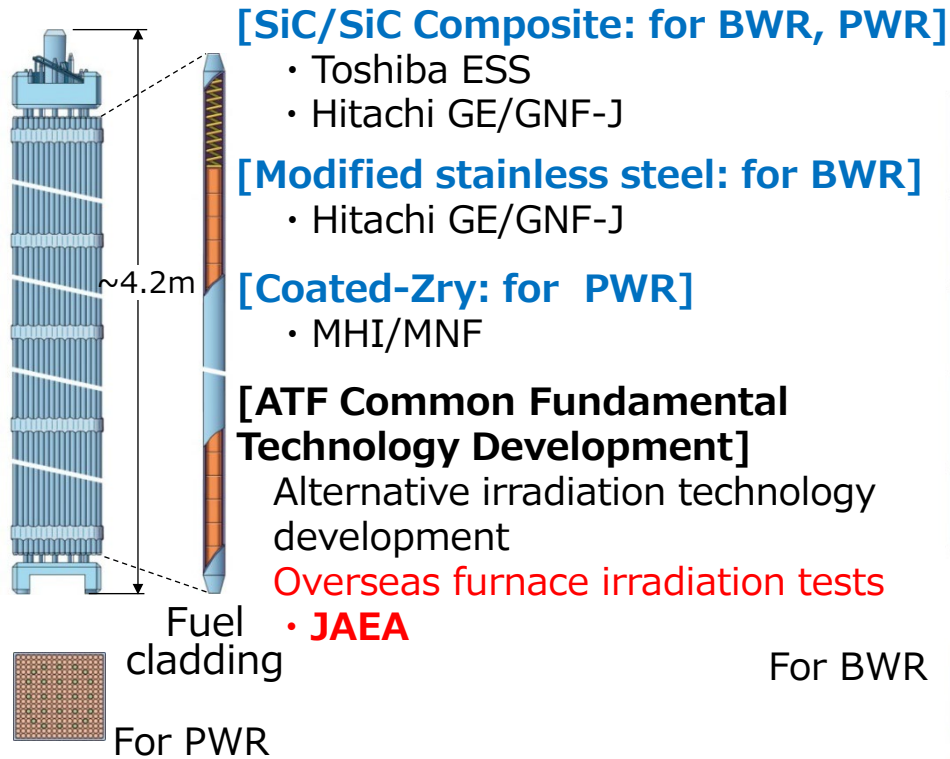 [SiC/SiC Composite: for BWR, PWR]
・Toshiba ESS
・Hitachi GE/GNF-J
[Modified stainless steel: for BWR]
・Hitachi GE/GNF-J
~4.2m
[Coated-Zry: for PWR]
・MHI/MNF
[ATF Common Fundamental
Technology Development]
Alternative irradiation technology
development
Overseas furnace irradiation tests
・JAEA
Fuel
cladding
For BWR
For PWR